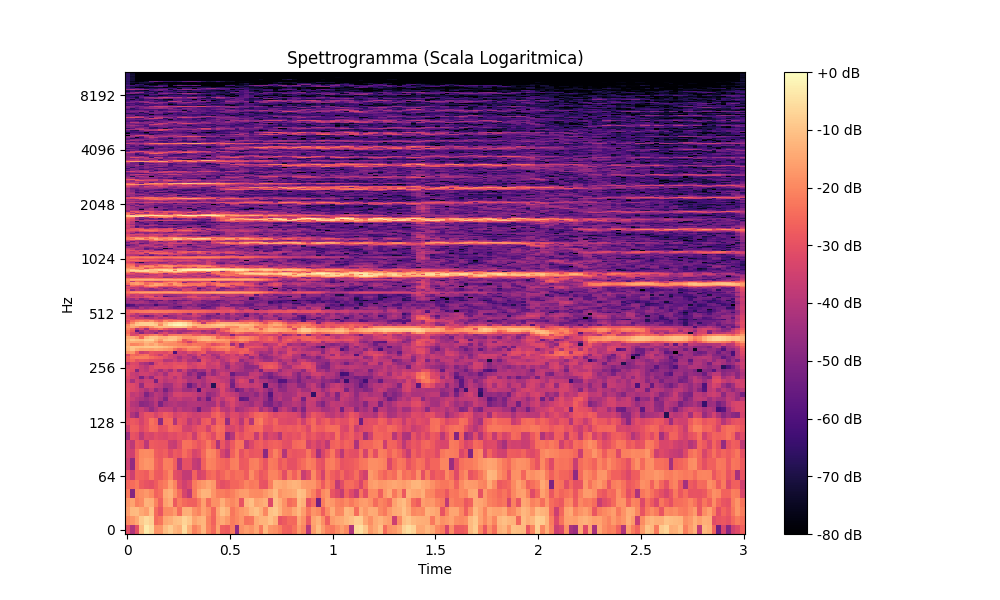 Spettrogramma (Scala Logaritmica)
Hz
8192
4096
2048
1024
512
256
128
64
0
0 0.5 1 1.5 2 2.5 3
Time
+0 dB
-10 dB
-20 dB
-30 dB
-40 dB
-50 dB
-60 dB
-70 dB
-80 dB